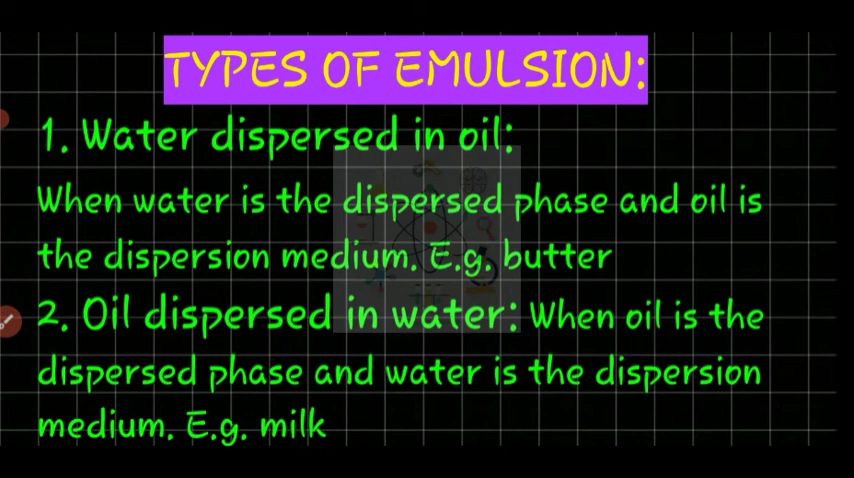 TYPES OF EMULSION:
1. Water dispersed in oil:
When water is the dispersed phase and oil is
the dispersion medium. E.g. butter
2. Oil dispersed in water: When oil is the
dispersed phase and water is the dispersion
medium. E.g. milk